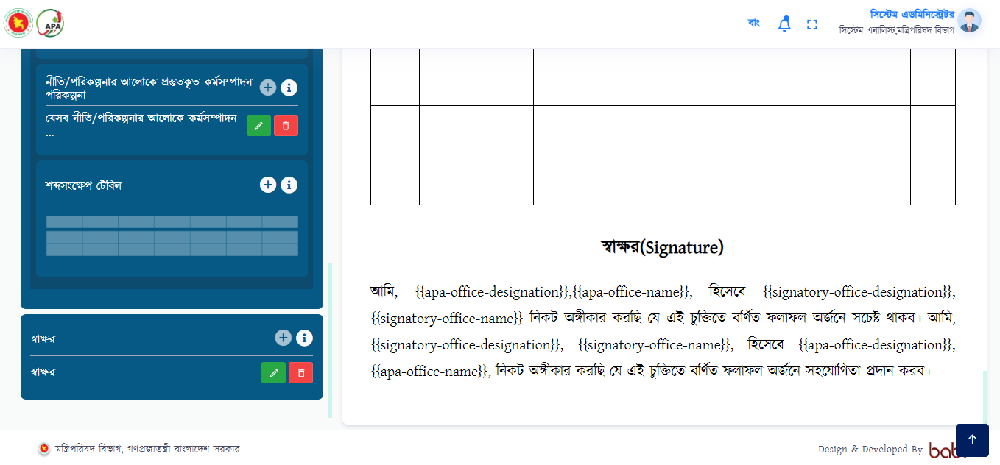 APA
বাং
সিস্টেম এডমিনিস্ট্রেটর
সিস্টেম এনালিস্ট,মন্ত্রিপরিষদ বিভাগ
নীতি/পরিকল্পনার আলোকে প্রস্তুতকৃত কর্মসম্পাদন
পরিকল্পনা
যেসব নীতি/পরিকল্পনার আলোকে কর্মসম্পাদন
...
শব্দসংক্ষেপ টেবিল
স্বাক্ষর
স্বাক্ষর
স্বাক্ষর(Signature)
আমি, {{apa-office-designation}},{{apa-office-name}}, হিসেবে {{signatory-office-designation}},
{{signatory-office-name}} নিকট অঙ্গীকার করছি যে এই চুক্তিতে বর্ণিত ফলাফল অর্জনে সচেষ্ট থাকব। আমি,
{{signatory-office-designation}}, {{signatory-office-name}}, হিসেবে {{apa-office-designation}},
{{apa-office-name}}, নিকট অঙ্গীকার করছি যে এই চুক্তিতে বর্ণিত ফলাফল অর্জনে সহযোগিতা প্রদান করব।
মন্ত্রিপরিষদ বিভাগ, গণপ্রজাতন্ত্রী বাংলাদেশ সরকার
Design & Developed By